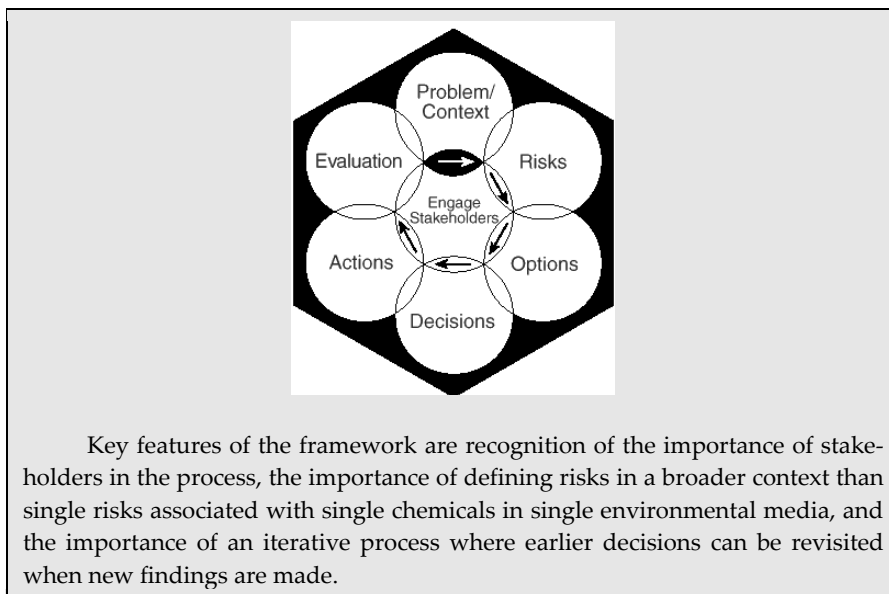 Problem/
Context
Evaluation
Risks
Engage
Stakeholders
Actions
Options
Decisions
Key features of the framework are recognition of the importance of stake-
holders in the process, the importance of defining risks in a broader context than
single risks associated with single chemicals in single environmental media, and
the importance of an iterative process where earlier decisions can be revisited
when new findings are made.